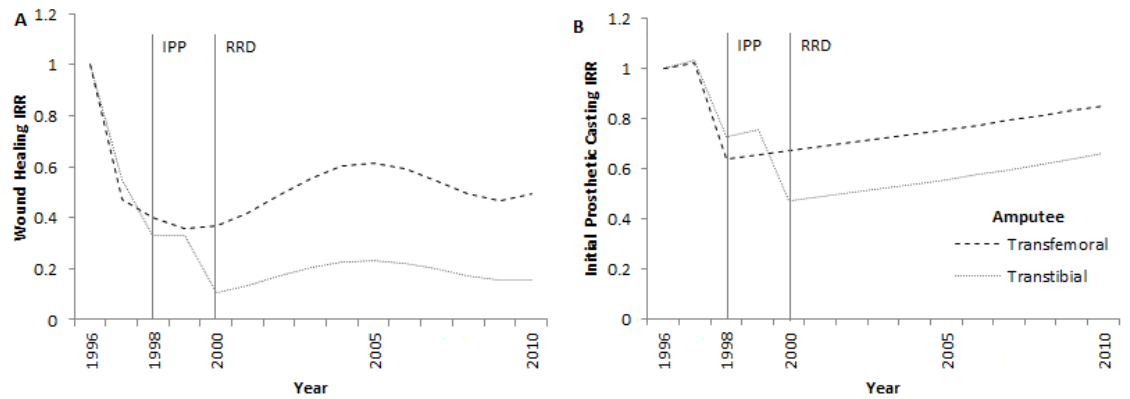 A
Wound Healing IRR
1.2
1
0.8
0.6
0.4
0.2
0
IPP
RRD
1996
1998
2000
2005
2010
Year
B
Initial Prosthetic Casting IRR
1.2
1
0.8
0.6
0.4
0.2
0
IPP
RRD
Amputee
Transfemoral
Transtibial
1996
1998
2000
2005
2010
Year